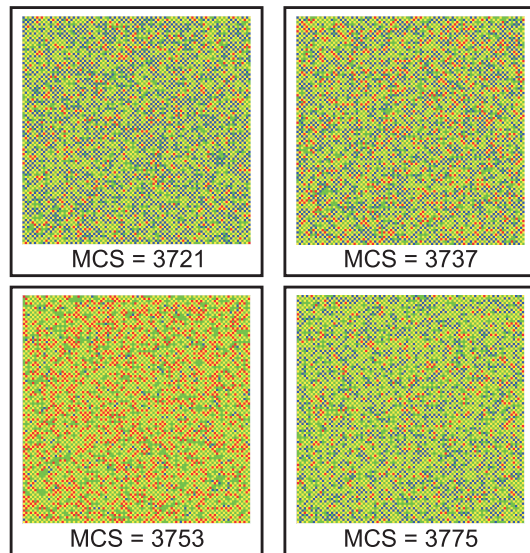 MCS = 3721
MCS = 3737
MCS = 3753
MCS = 3775